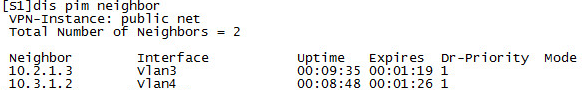 [S1]dis pim neighbor
VPN-Instance: public net
Total Number of Neighbors = 2
Neighbor Interface Uptime Expires Dr-Priority Mode
10.2.1.3 Vlan3 00:09:35 00:01:19 1
10.3.1.2 Vlan4 00:08:48 00:01:26 1